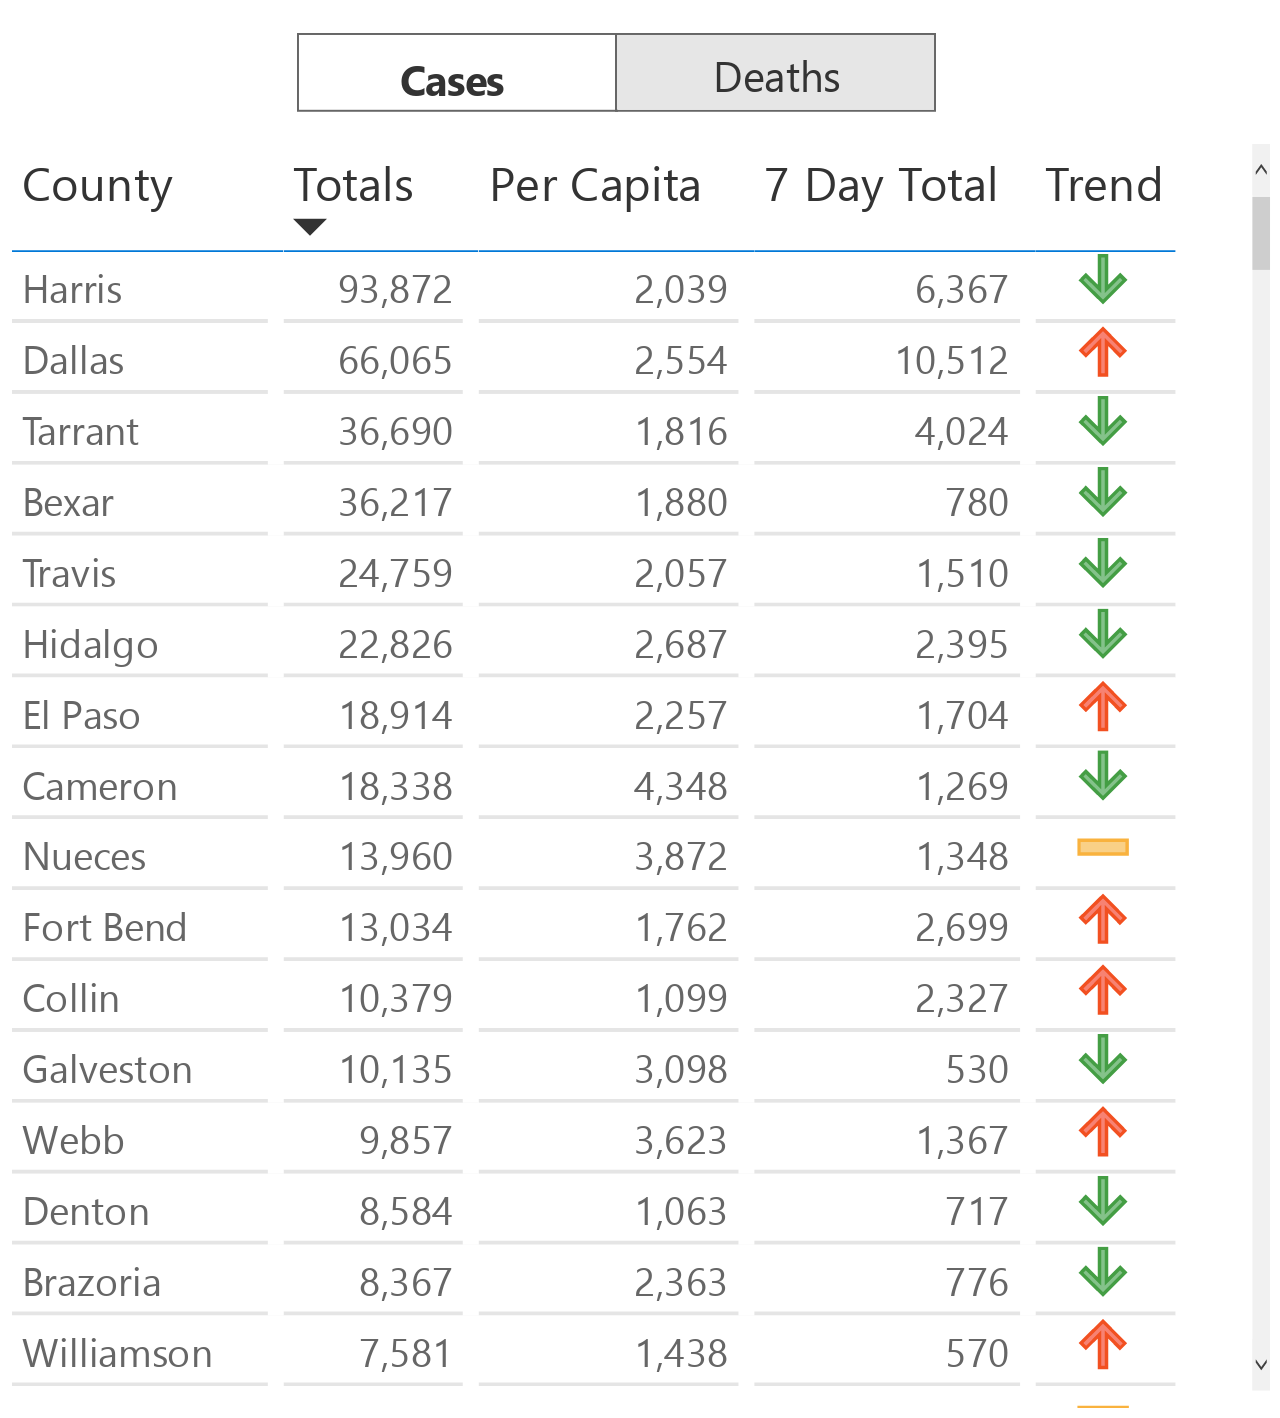 Cases Deaths
County Totals Per Capita 7 Day Total Trend
Harris 93,872 2,039 6,367
Dallas 66,065 2,554 10,512
Tarrant 36,690 1,816 4,024
Bexar 36,217 1,880 780
Travis 24,759 2,057 1,510
Hidalgo 22,826 2,687 2,395
El Paso 18,914 2,257 1,704
Cameron 18,338 4,348 1,269
Nueces 13,960 3,872 1,348
Fort Bend 13,034 1,762 2,699
Collin 10,379 1,099 2,327
Galveston 10,135 3,098 530
Webb 9,857 3,623 1,367
Denton 8,584 1,063 717
Brazoria 8,367 2,363 776
Williamson 7,581 1,438 570